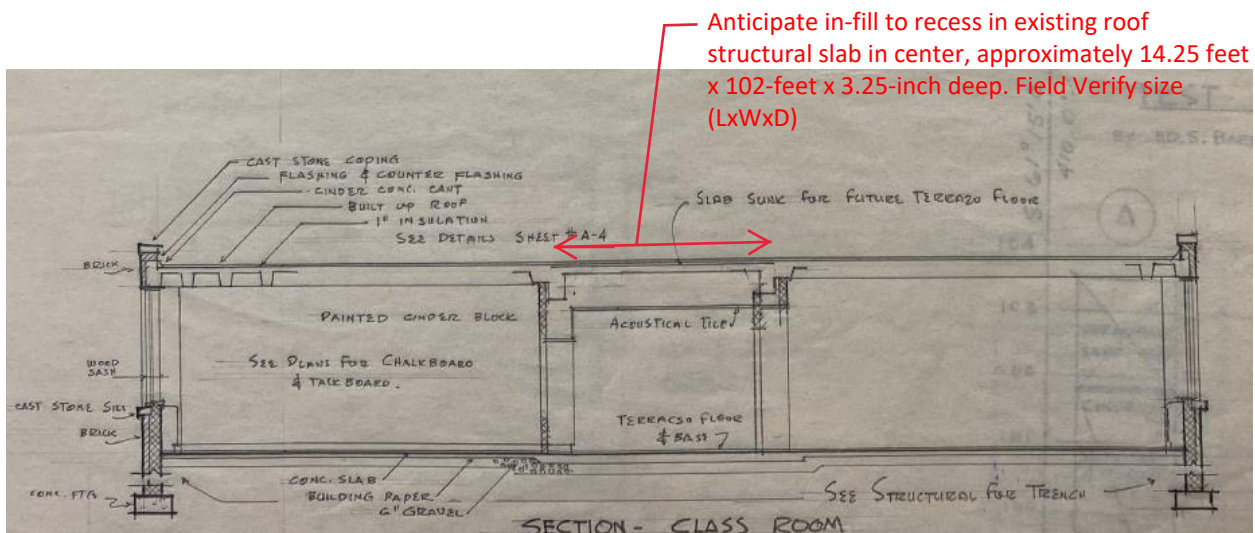 Anticipate in-fill to recess in existing roof
structural slab in center, approximately 14.25 feet
x 102-feet x 3.25-inch deep. Field Verify size
(LxWxD)
CAST STONE COPING
FLASHING & COUNTER FLASHING
CINDER CONC. CANT
BUILT UP ROOF
1" INSULATION
SEE DETAILS SHEET #A-4
SLAB SUNK FOR FUTURE TERRAZO FLOOR
BRICK
PAINTED CINDER BLOCK
ACOUSTICAL TILE
SEE PLANS FOR CHALKBOARD
& TACKBOARD.
WOOD
SASH
CAST STONE SILL
BRICK
TERRAZSO FLOOR
& BASE
CONC. SLAB
BUILDING PAPER
6" GRAVEL
CONC. FTG
SEE STRUCTURAL FOR TRENCH
SECTION - CLASS ROOM
A